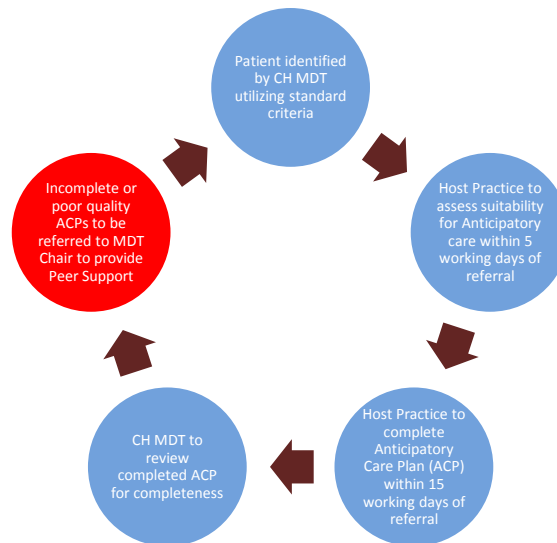 Patient identified
by CH MDT
utilizing standard
criteria
Host Practice to
assess suitability
for Anticipatory
care within 5
working days of
referral
Host Practice to
complete
Anticipatory
Care Plan (ACP)
within 15
working days of
referral
CH MDT to
review
completed ACP
for completeness
Incomplete or
poor quality
ACPs to be
referred to MDT
Chair to provide
Peer Support